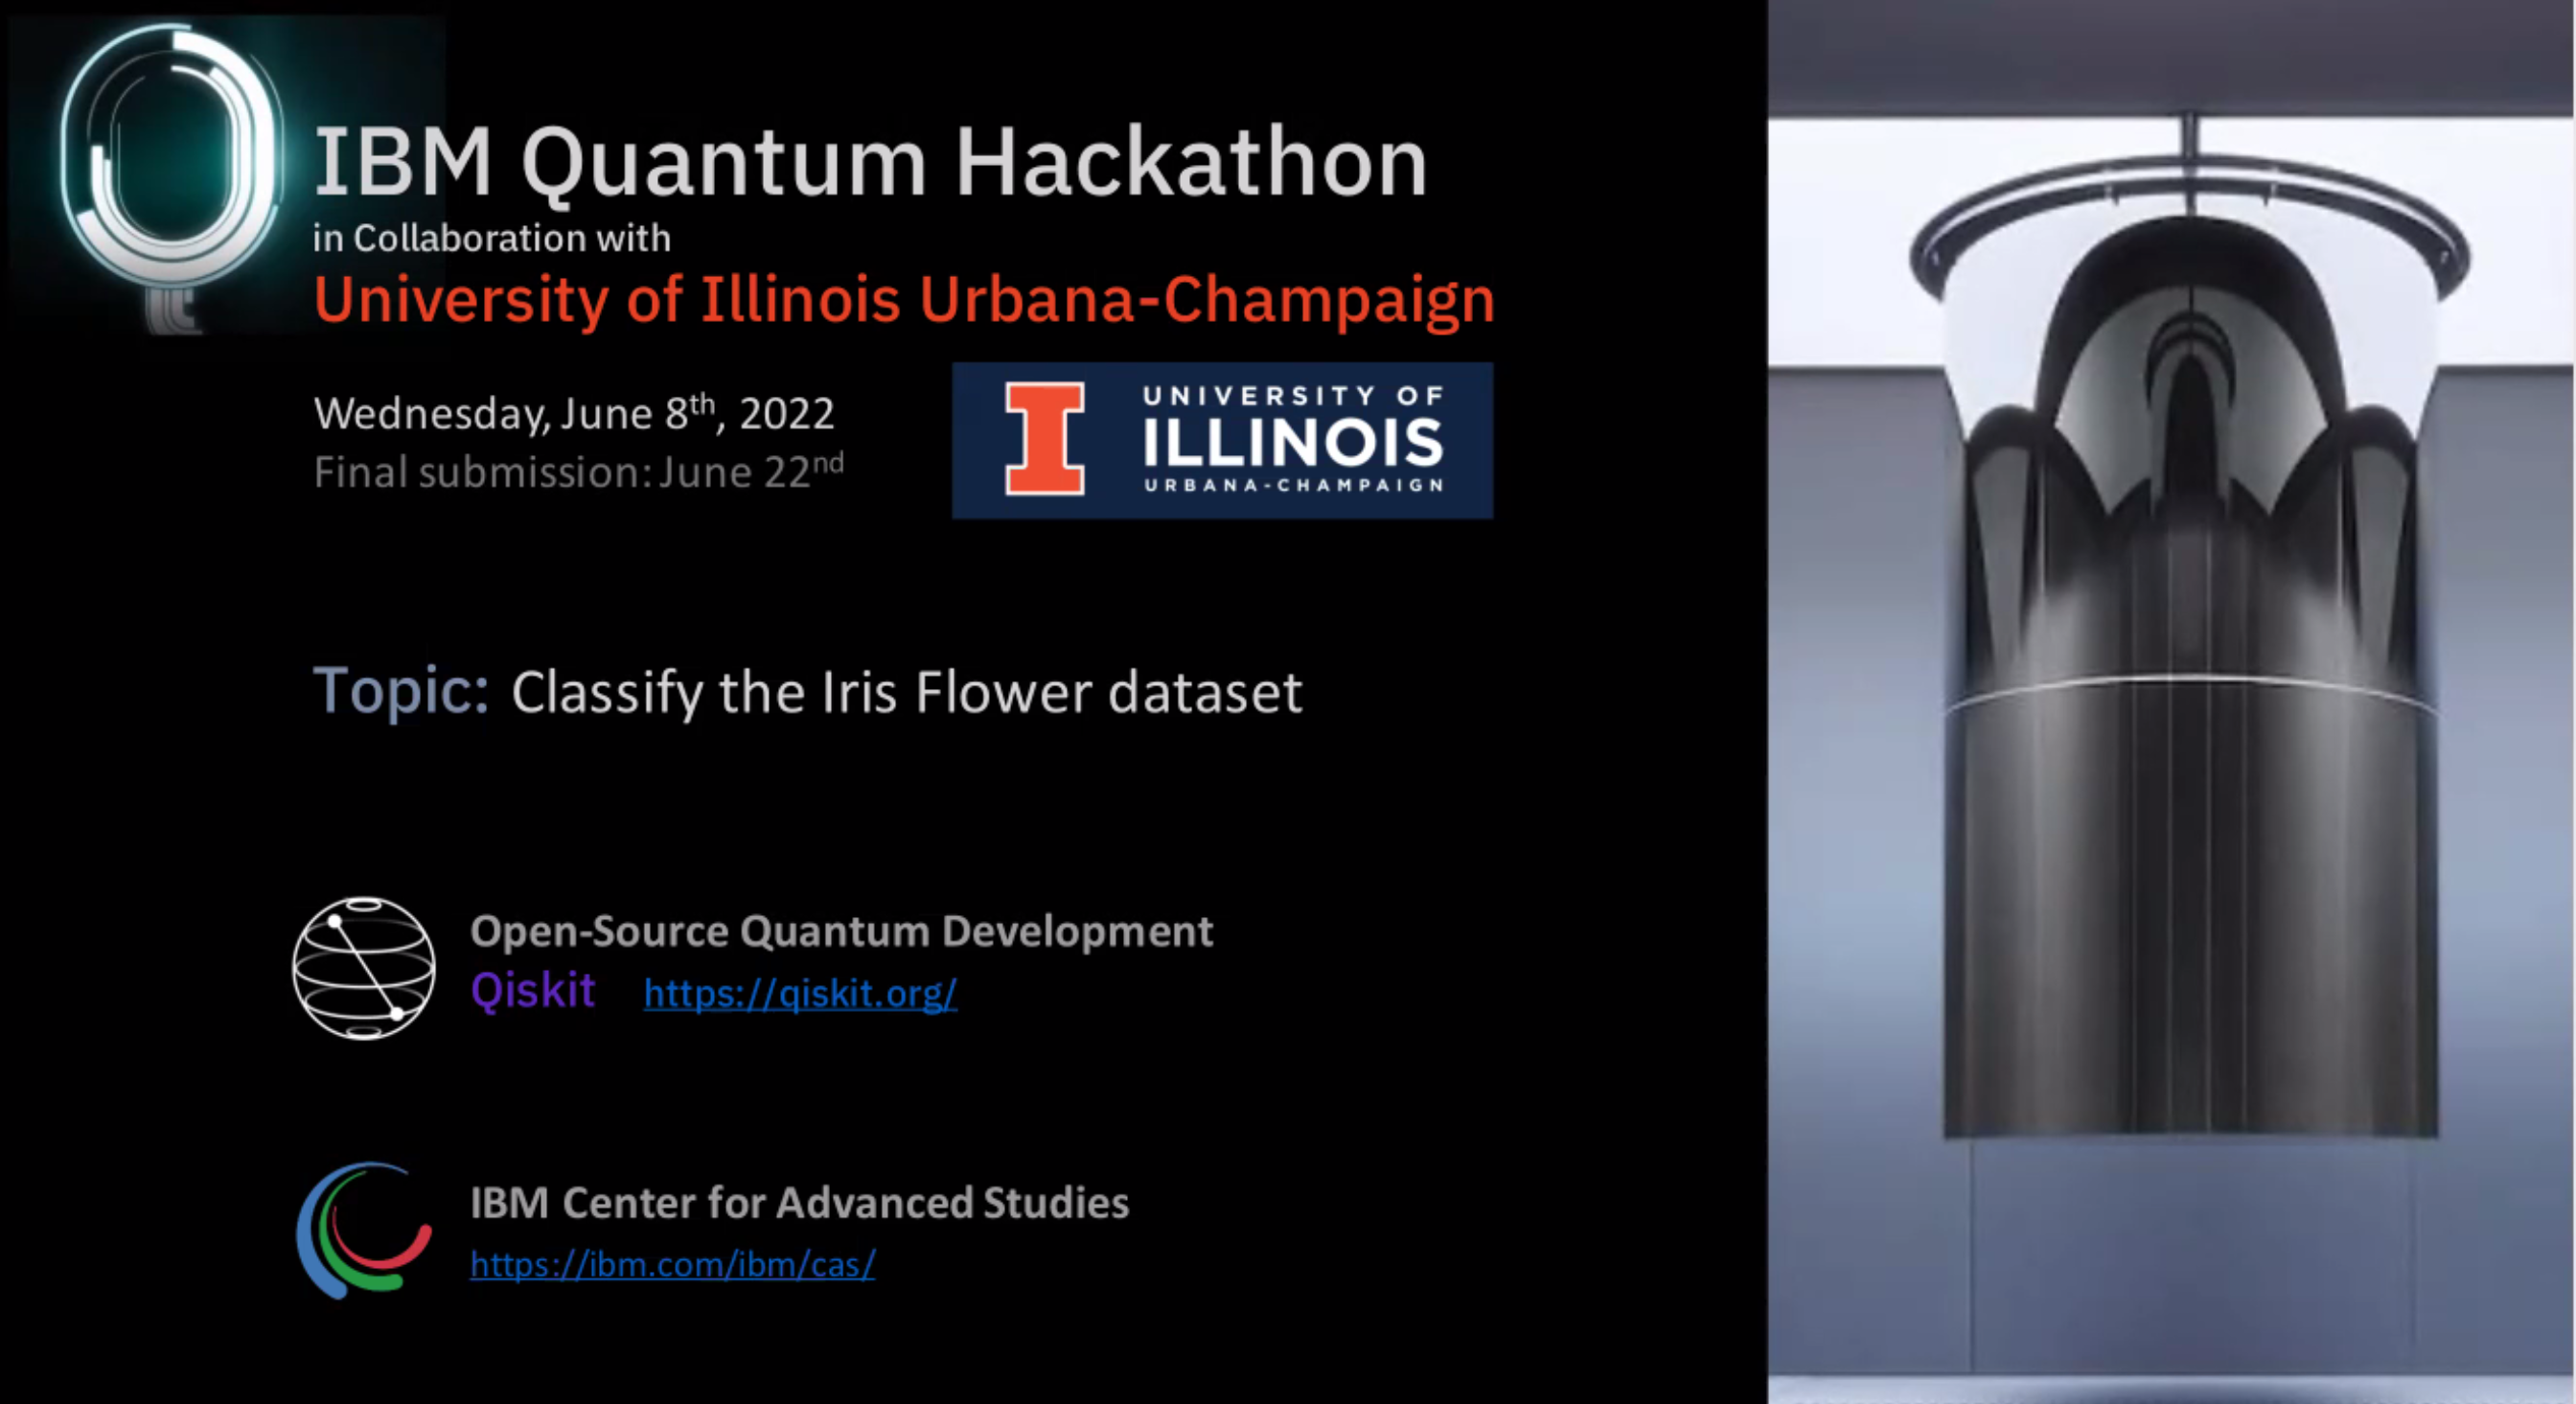 IBM Quantum Hackathon
in Collaboration with
University of Illinois Urbana-Champaign
Wednesday, June 8th, 2022
Final submission: June 22nd
UNIVERSITY OF
ILLINOIS
URBANA-CHAMPAIGN
Topic: Classify the Iris Flower dataset
Open-Source Quantum Development
Qiskit https://qiskit.org/
IBM Center for Advanced Studies
https://ibm.com/ibm/cas/